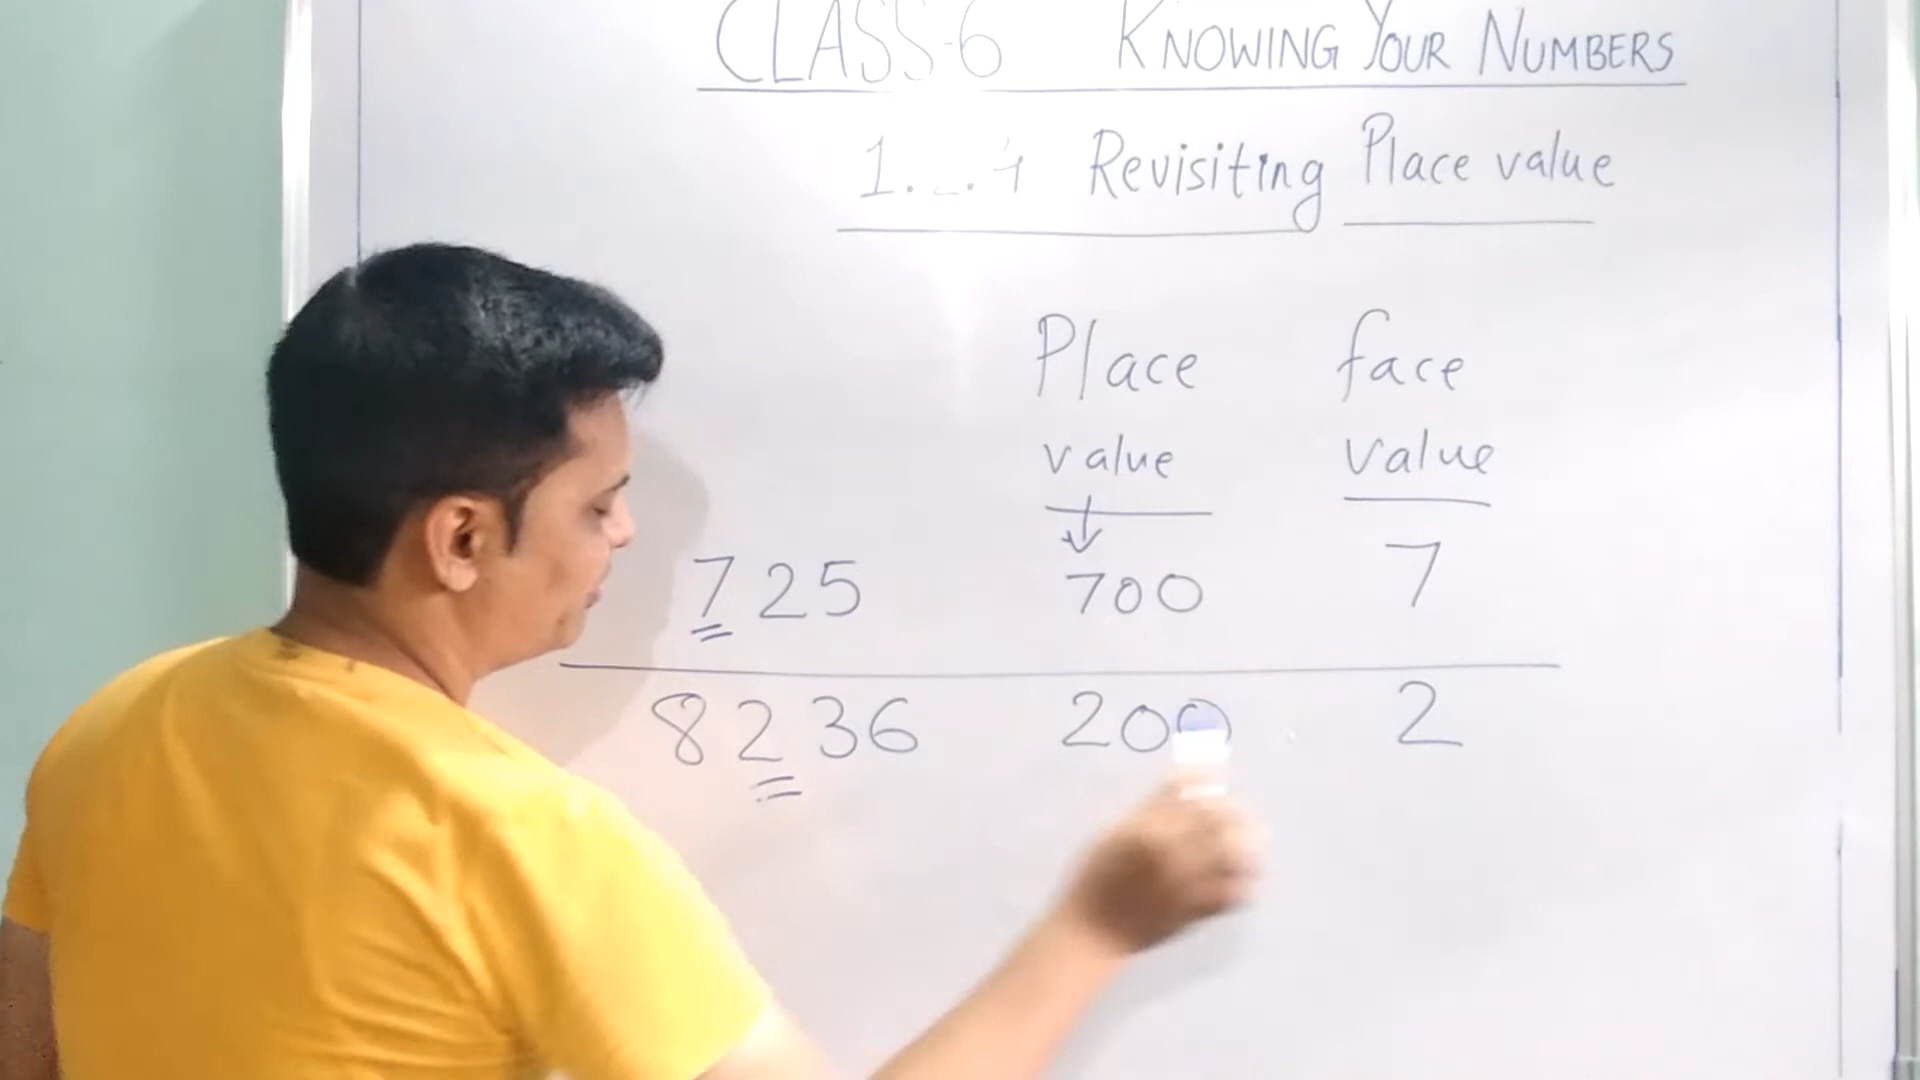 CLASS-6 KNOWING YOUR NUMBERS
Revisiting Place value
Place face
value value
725 700 7
8236 200 2